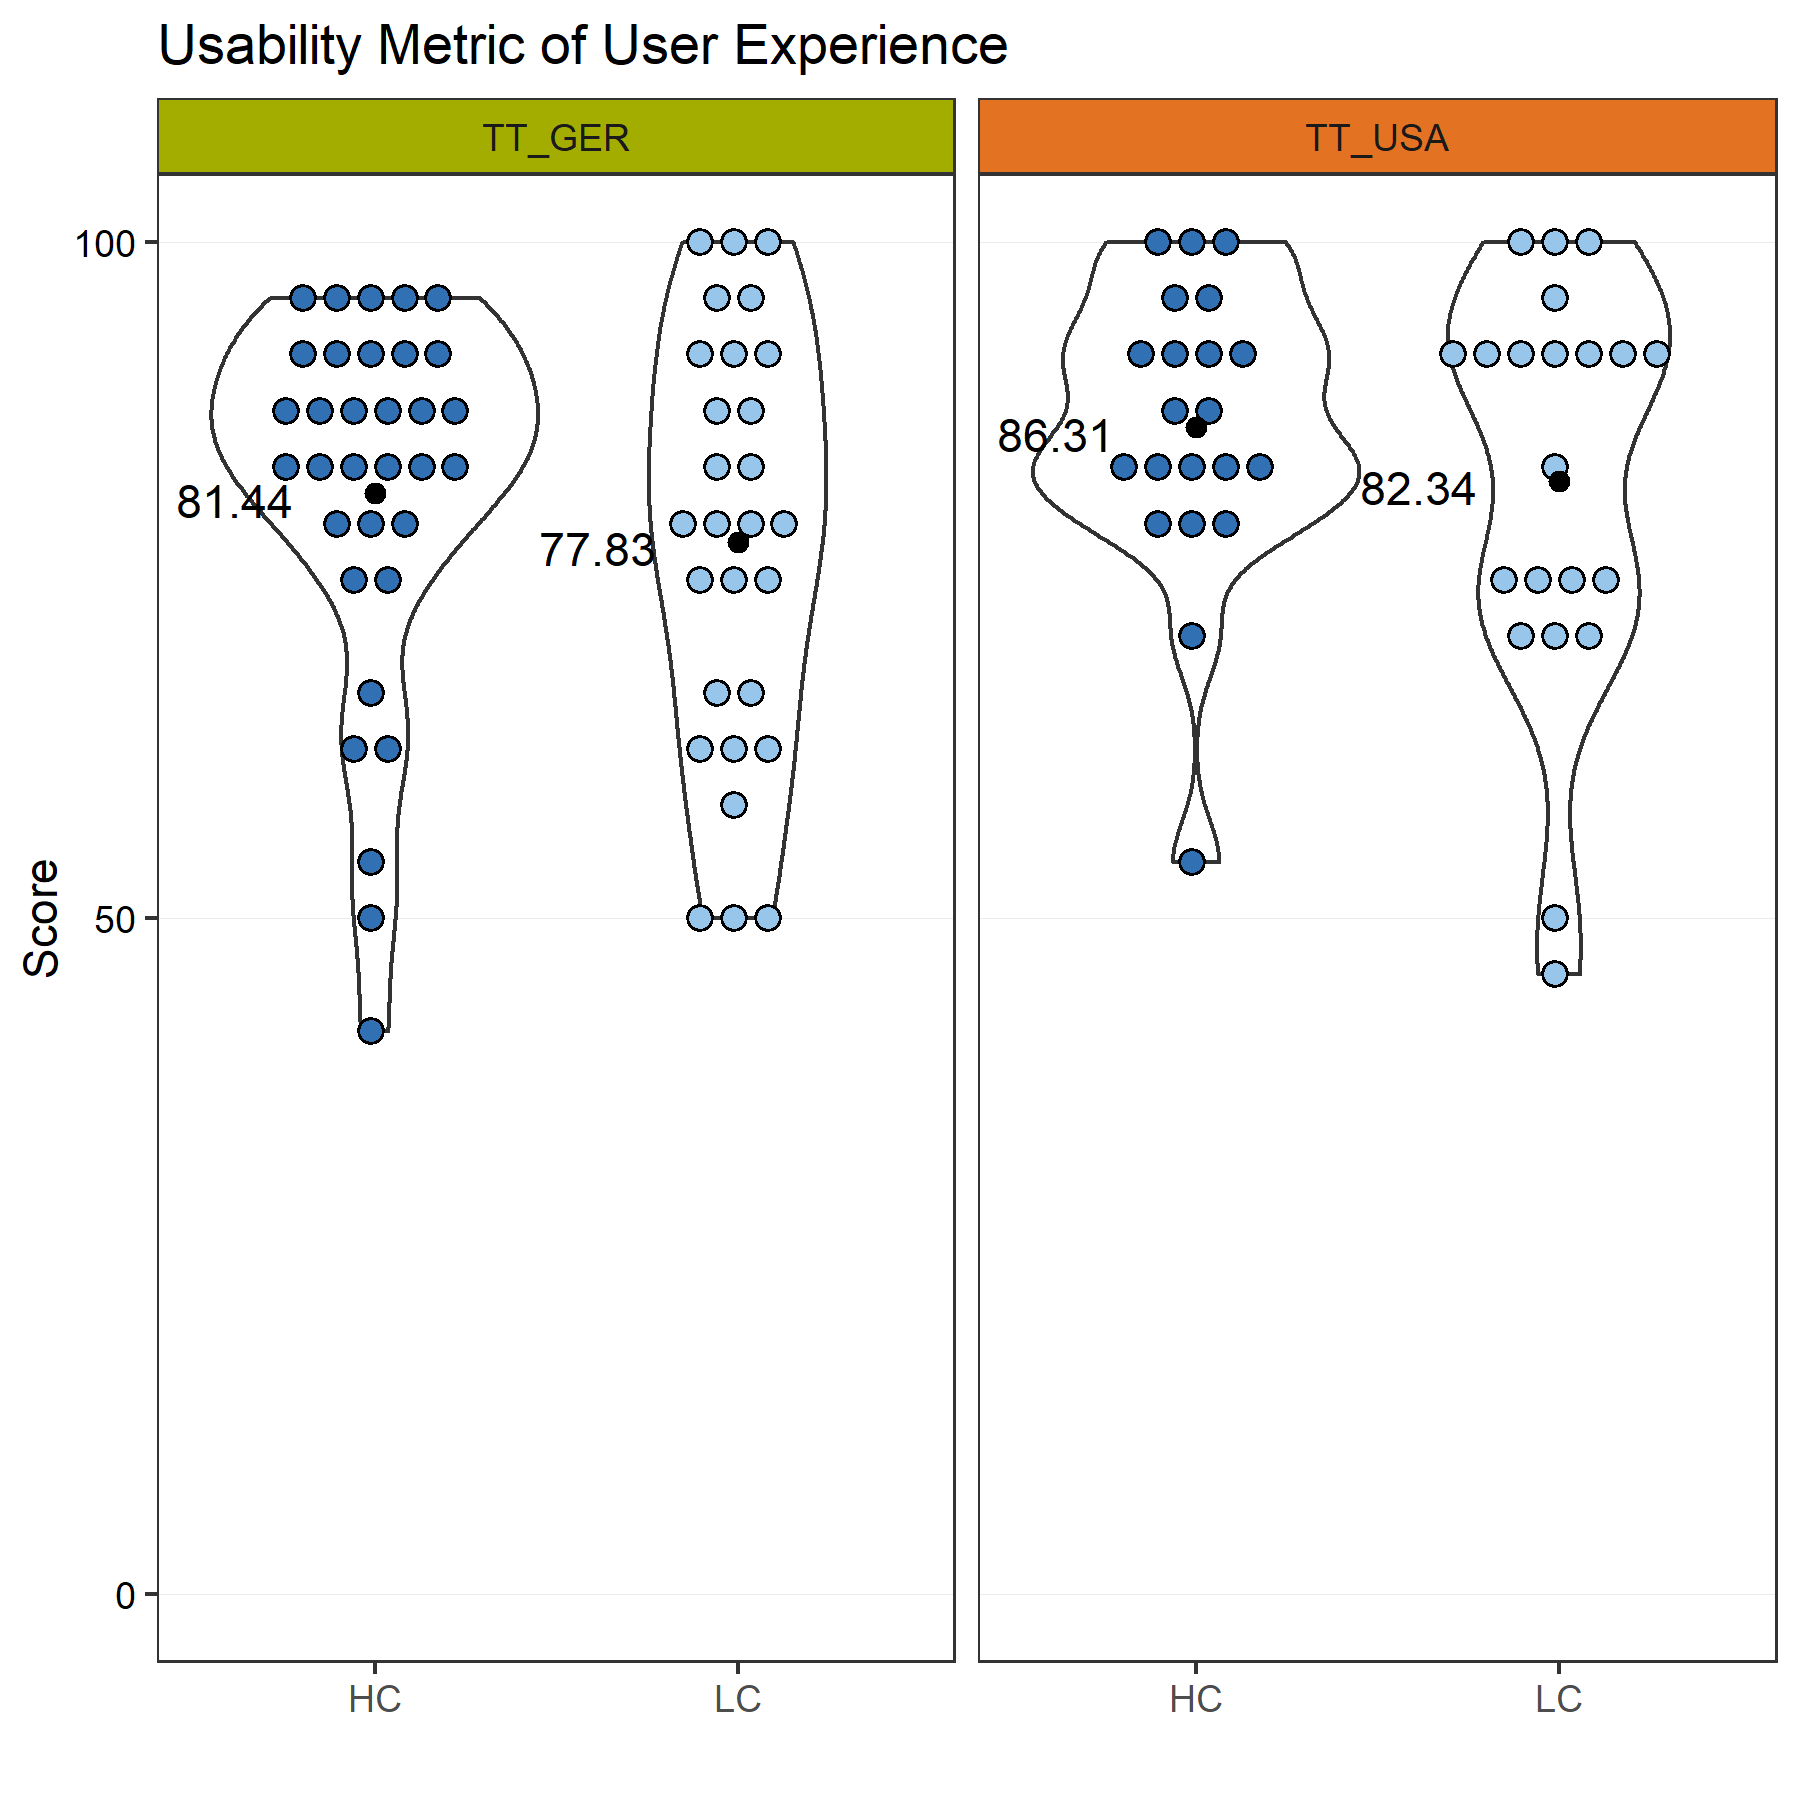 Usability Metric of User Experience
TT_GER
TT_USA
Score
100
50
0
81.44
77.83
86.31
82.34
HC
LC
HC
LC